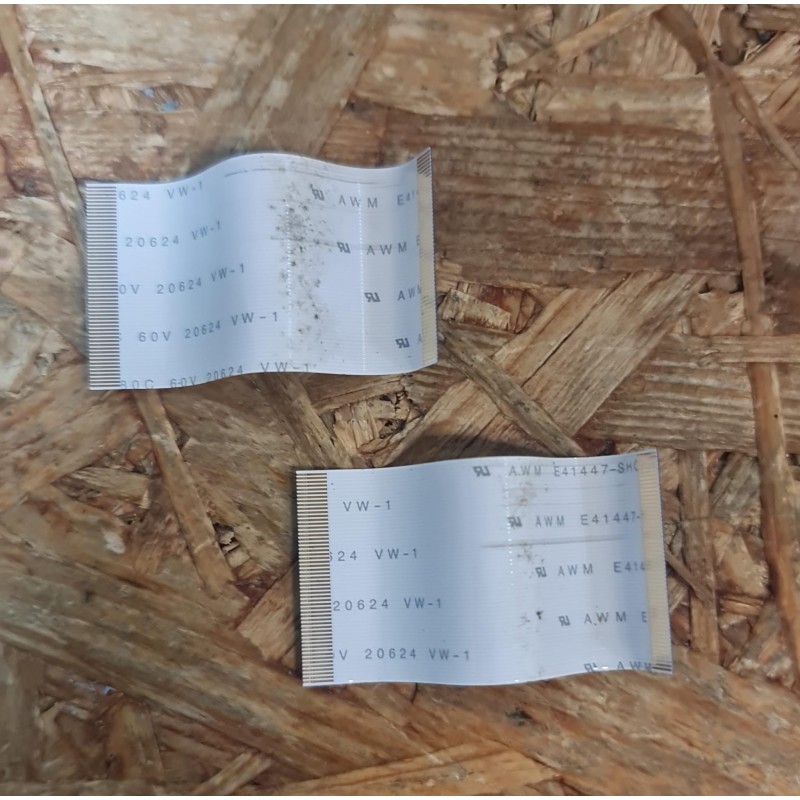 624 VW-1 AWM E41
20624 VW-1 AWM E
0V 20624 VW-1 AWM
60V 20624 VW-1 AWM
80C 60V 20624 VW-1
AWM E41447-SH
VW-1 AWM E41447-
24 VW-1 AWM E414
20624 VW-1 AWM E
V 20624 VW-1 AWM